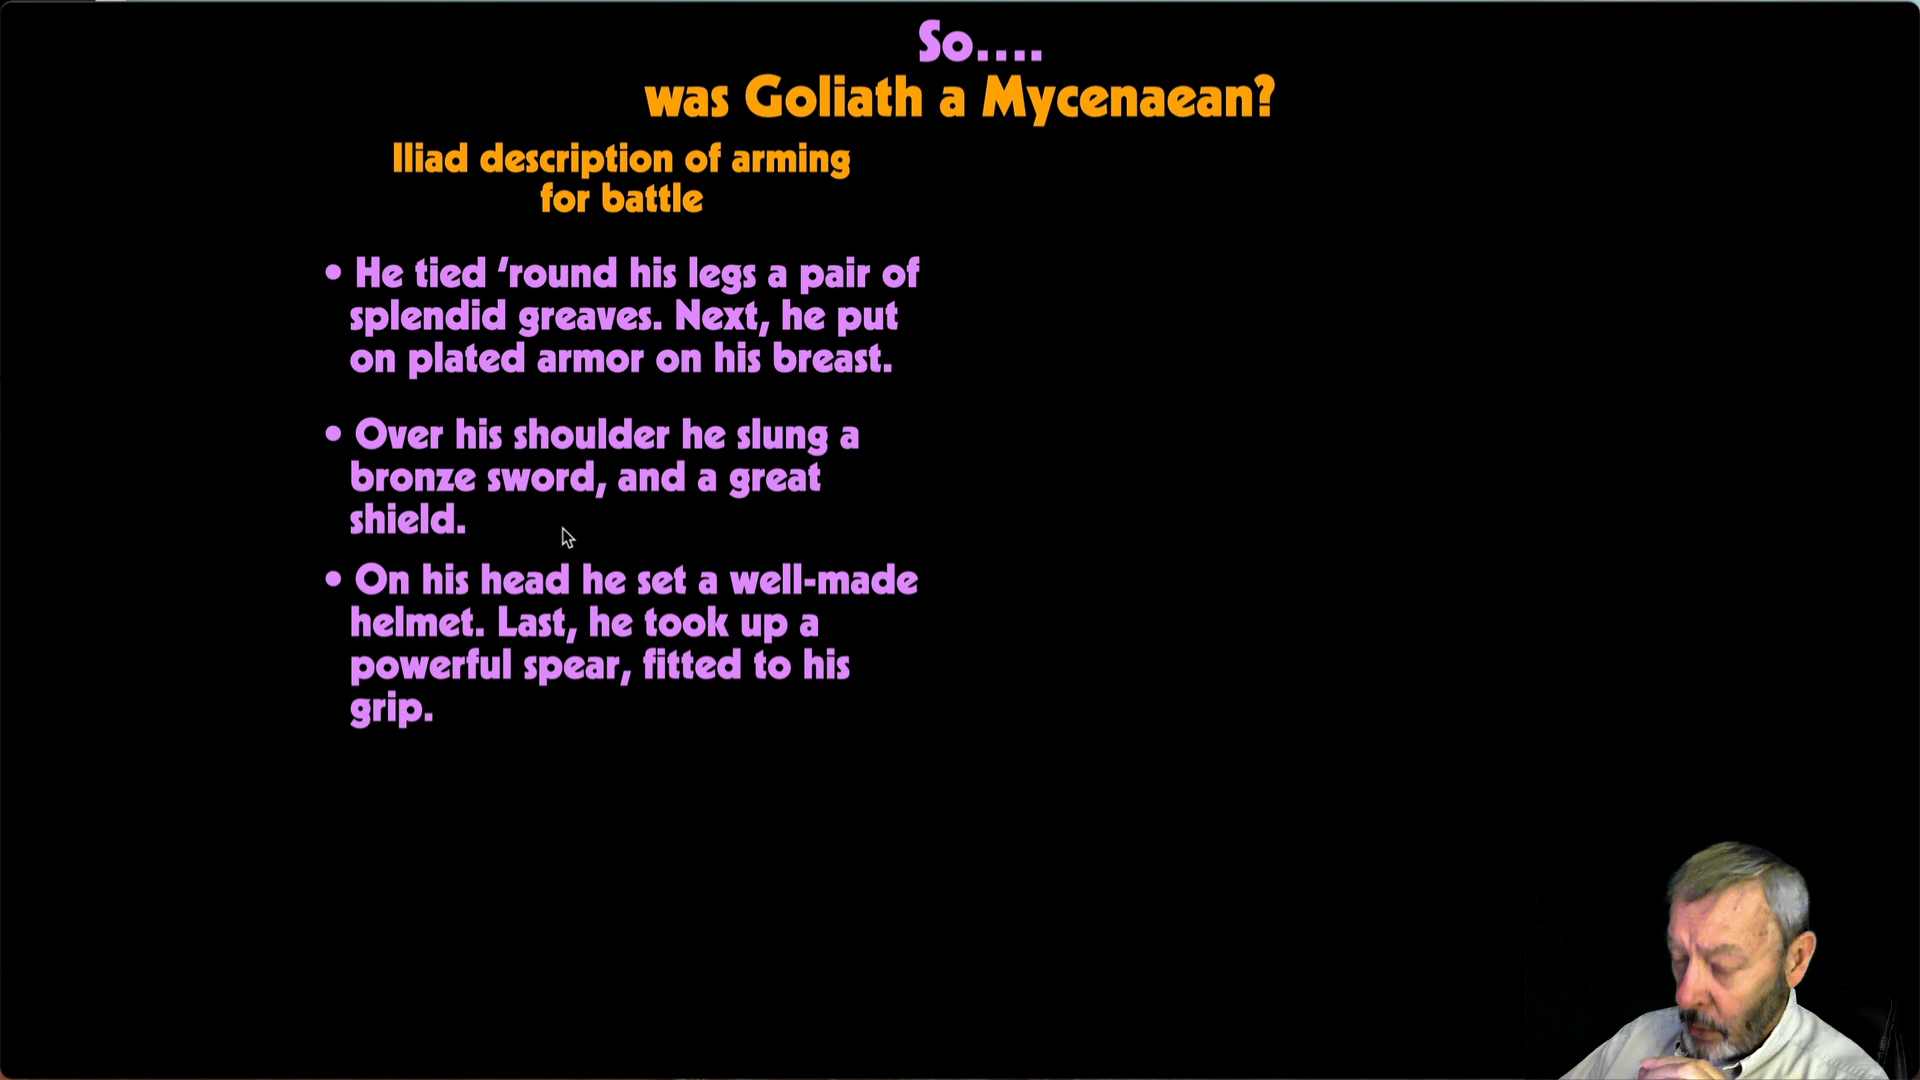 So....
was Goliath a Mycenaean?
Iliad description of arming
for battle
• He tied ‘round his legs a pair of
splendid greaves. Next, he put
on plated armor on his breast.
• Over his shoulder he slung a
bronze sword, and a great
shield.
• On his head he set a well-made
helmet. Last, he took up a
powerful spear, fitted to his
grip.